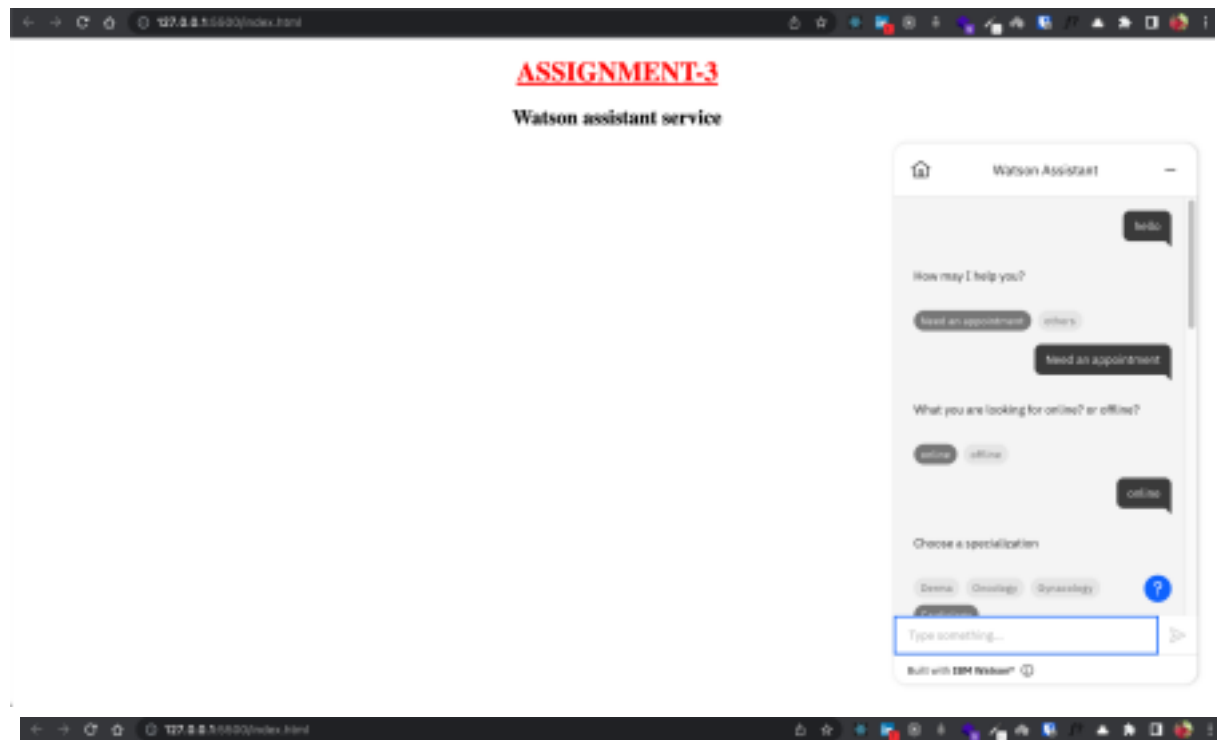 127.0.0.1:5500/index.html
ASSIGNMENT-3
Watson assistant service
Watson Assistant
hello
How may I help you?
Need an appointment others
Need an appointment
What you are looking for online? or offline?
online offline
online
Choose a specialization
Derma Oncology Gynacology
Cardiology
Type something...
Built with IBM Watson®
127.0.0.1:5500/index.html